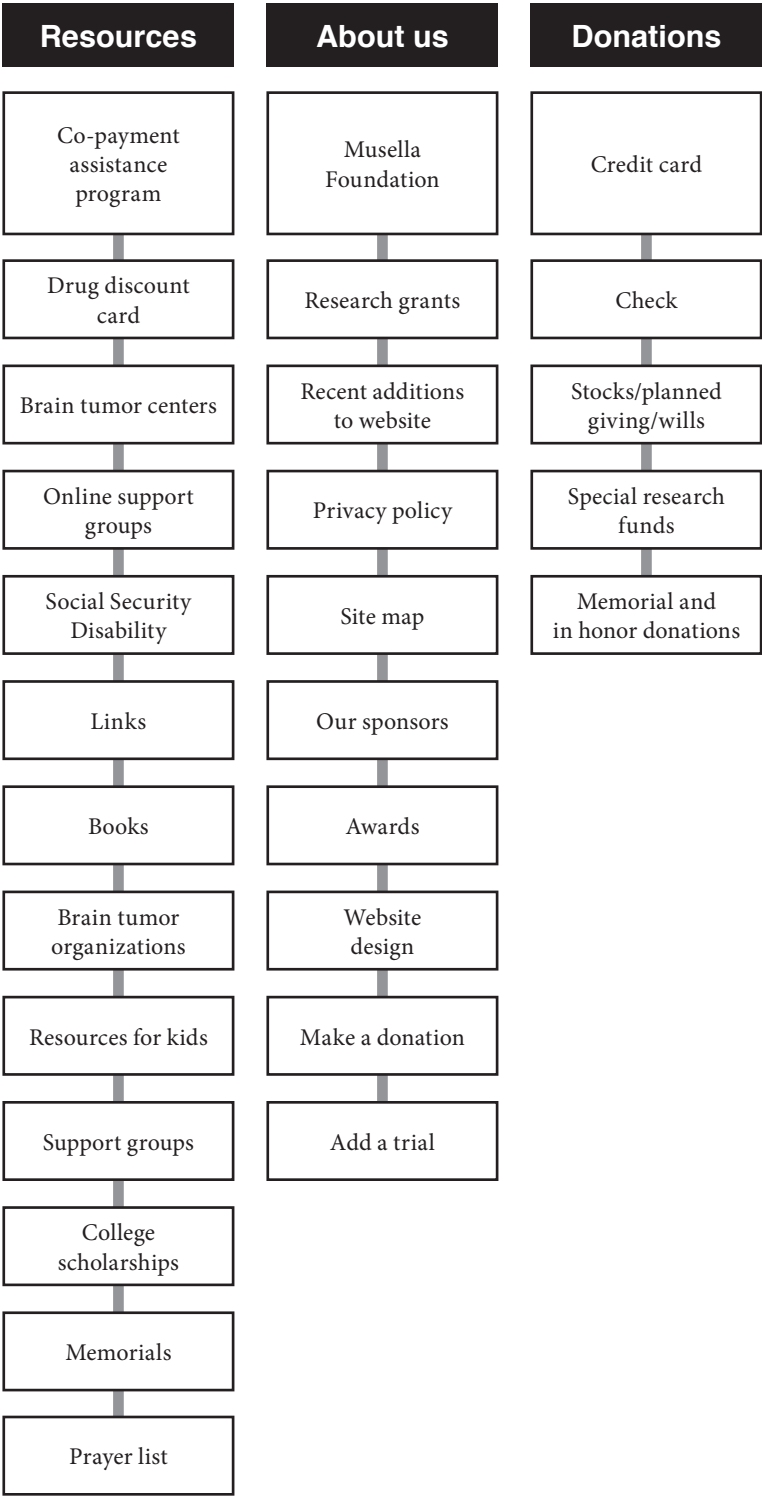 Resources
Co-payment
assistance
program
Drug discount
card
Brain tumor centers
Online support
groups
Social Security
Disability
Links
Books
Brain tumor
organizations
Resources for kids
Support groups
College
scholarships
Memorials
Prayer list
About us
Musella
Foundation
Research grants
Recent additions
to website
Privacy policy
Site map
Our sponsors
Awards
Website
design
Make a donation
Add a trial
Donations
Credit card
Check
Stocks/planned
giving/wills
Special research
funds
Memorial and
in honor donations